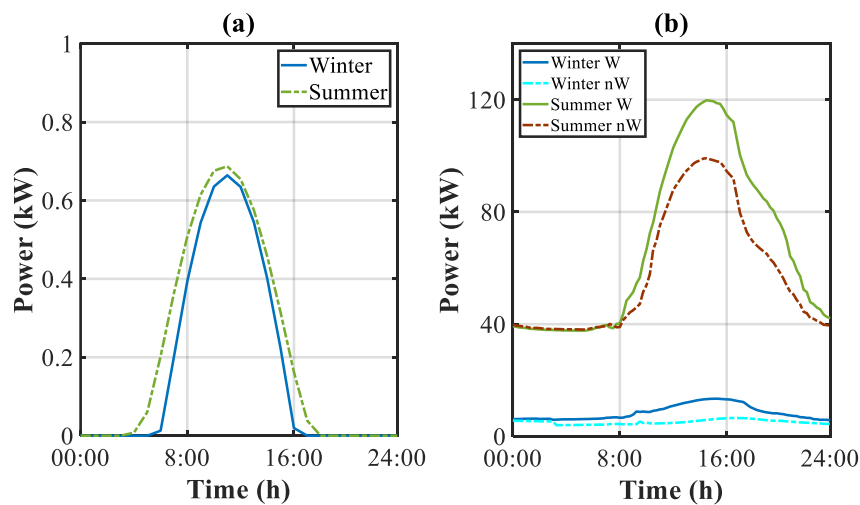 (a)
Power (kW)
1
0.8
0.6
0.4
0.2
0
Winter
Summer
00:00 8:00 16:00 24:00
Time (h)
(b)
Power (kW)
120
80
40
0
Winter W
Winter nW
Summer W
Summer nW
00:00 8:00 16:00 24:00
Time (h)